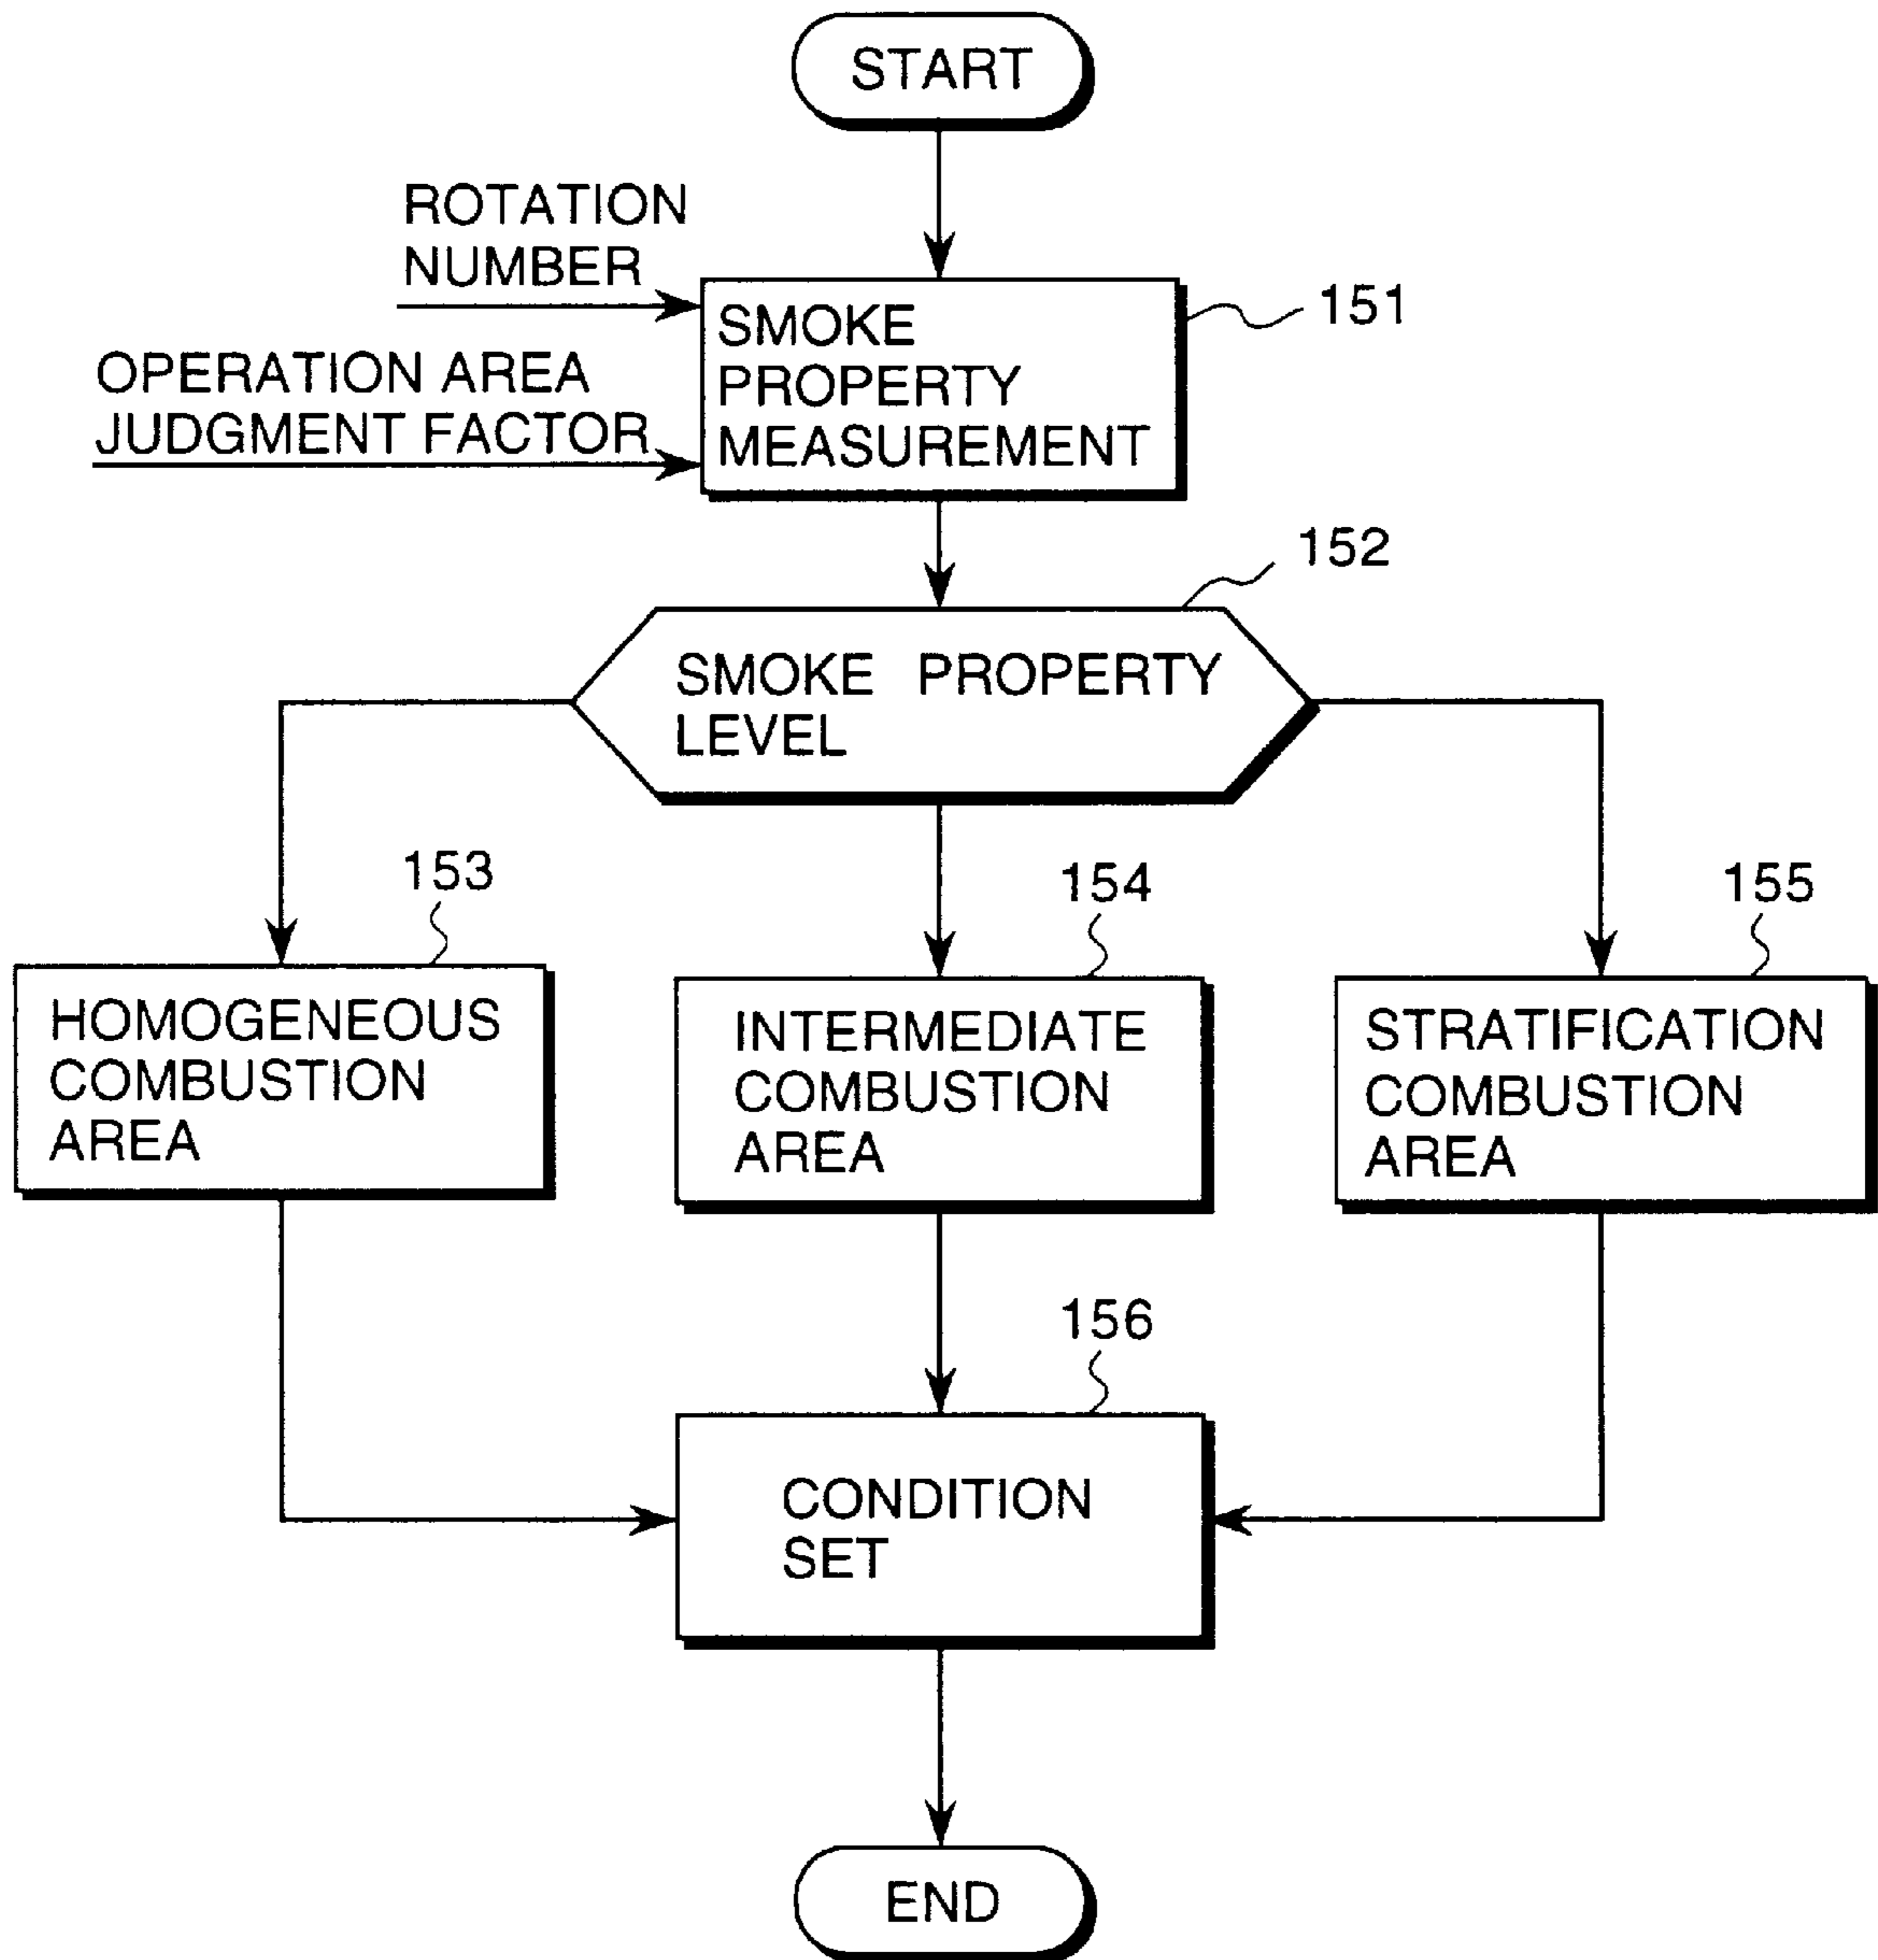 START
ROTATION
NUMBER
SMOKE
PROPERTY
MEASUREMENT
151
OPERATION AREA
JUDGMENT FACTOR
152
SMOKE PROPERTY
LEVEL
153
154
155
HOMOGENEOUS
COMBUSTION
AREA
INTERMEDIATE
COMBUSTION
AREA
STRATIFICATION
COMBUSTION
AREA
156
CONDITION
SET
END